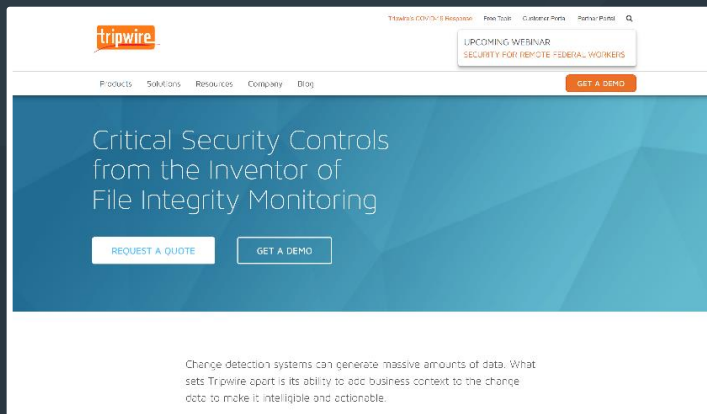 Tripwire's COVID-19 Response Free Tools Customer Portal Partner Portal
tripwire
UPCOMING WEBINAR
SECURITY FOR REMOTE FEDERAL WORKERS
Products Solutions Resources Company Blog
GET A DEMO
Critical Security Controls
from the Inventor of
File Integrity Monitoring
REQUEST A QUOTE
GET A DEMO
Change detection systems can generate massive amounts of data. What
sets Tripwire apart is its ability to add business context to the change
data to make it intelligible and actionable.